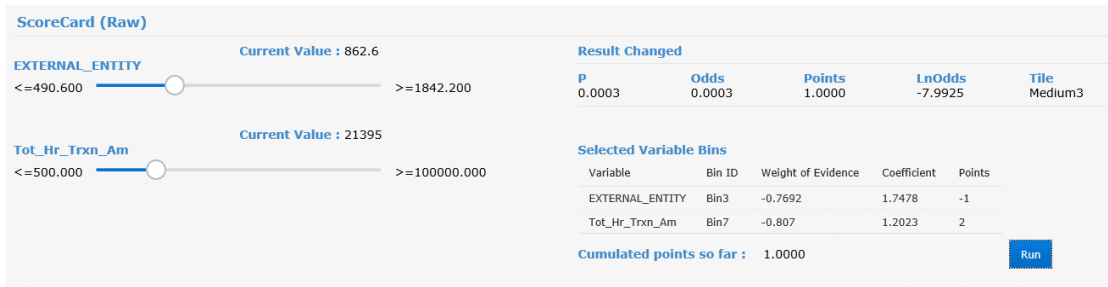 ScoreCard (Raw)
Current Value : 862.6
EXTERNAL_ENTITY
<=490.600 >=1842.200
Current Value : 21395
Tot_Hr_Trxn_Am
<=500.000 >=100000.000
Result Changed
P Odds Points LnOdds Tile
0.0003 0.0003 1.0000 -7.9925 Medium3
Selected Variable Bins
Variable Bin ID Weight of Evidence Coefficient Points
EXTERNAL_ENTITY Bin3 -0.7692 1.7478 -1
Tot_Hr_Trxn_Am Bin7 -0.807 1.2023 2
Cumulated points so far : 1.0000 Run